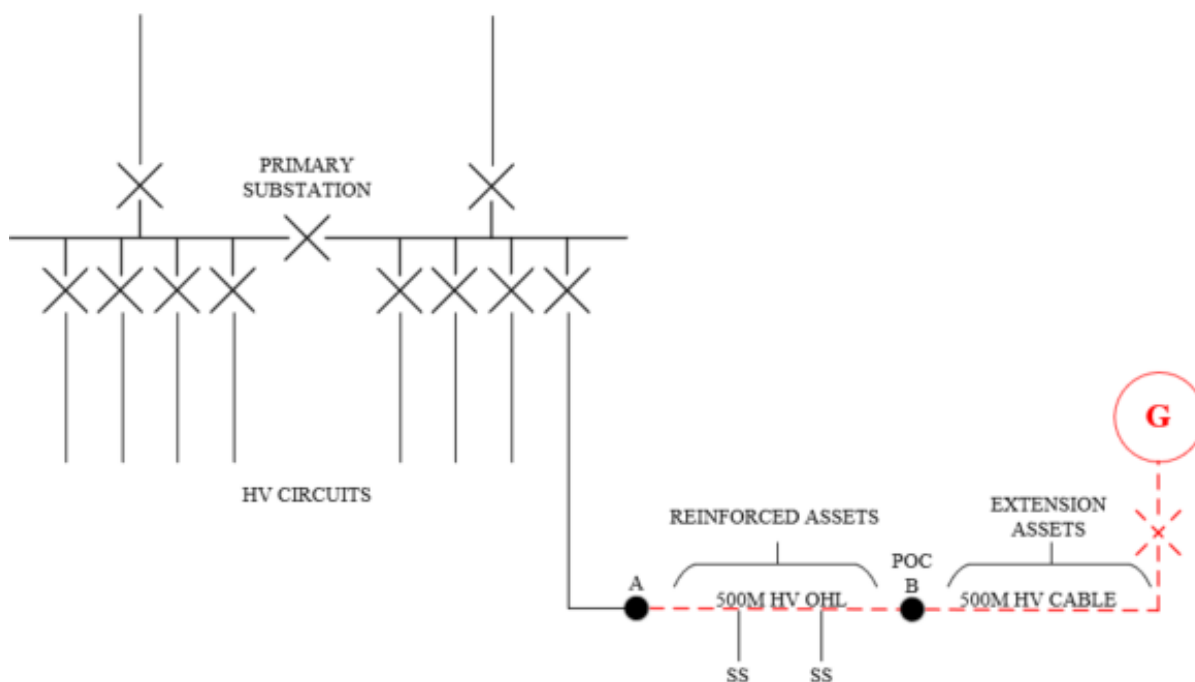 PRIMARY
SUBSTATION
HV CIRCUITS
G
REINFORCED ASSETS
EXTENSION
ASSETS
A
500M HV OHL
POC
B
500M HV CABLE
SS
SS